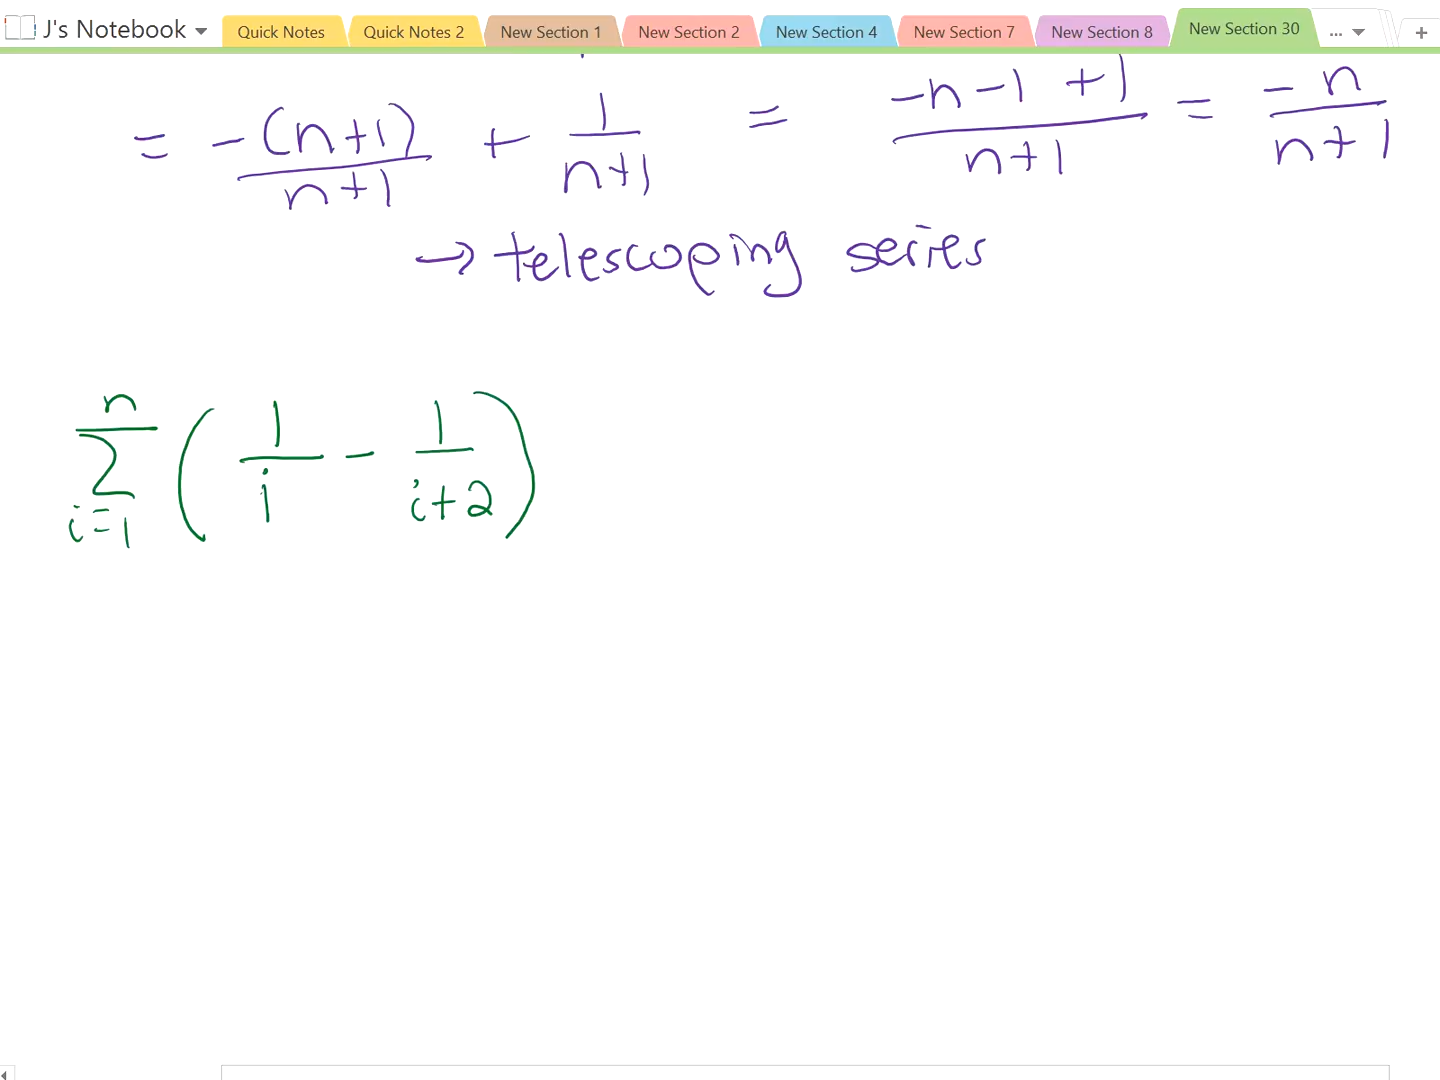 J's Notebook Quick Notes Quick Notes 2 New Section 1 New Section 2 New Section 4 New Section 7 New Section 8 New Section 30 ... +
= -(n+1)/(n+1) + 1/(n+1) = (-n-1+1)/(n+1) = -n/(n+1)
→ telescoping series
n
∑ ( 1/i - 1/(i+2) )
i=1